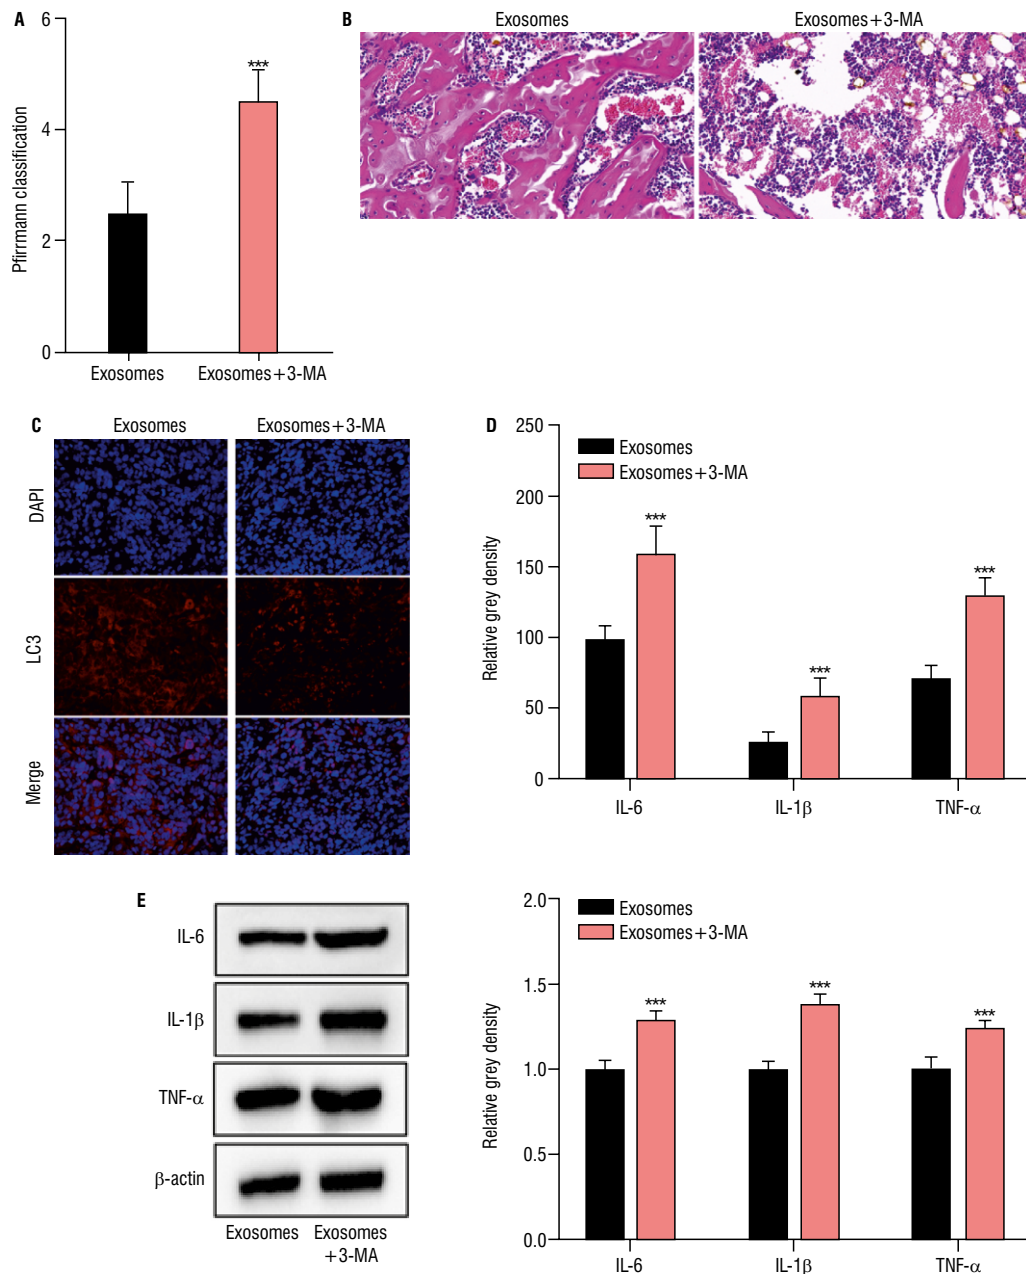 A
6
4
2
0
Pfirrmann classification
***
Exosomes
Exosomes+3-MA
B
Exosomes
Exosomes+3-MA
C
Exosomes
Exosomes+3-MA
DAPI
LC3
Merge
D
250
200
150
100
50
0
Relative grey density
Exosomes
Exosomes+3-MA
***
***
***
IL-6
IL-1β
TNF-α
E
IL-6
IL-1β
TNF-α
β-actin
Exosomes
Exosomes
+3-MA
2.0
1.5
1.0
0.5
0.0
Relative grey density
Exosomes
Exosomes+3-MA
***
***
***
IL-6
IL-1β
TNF-α